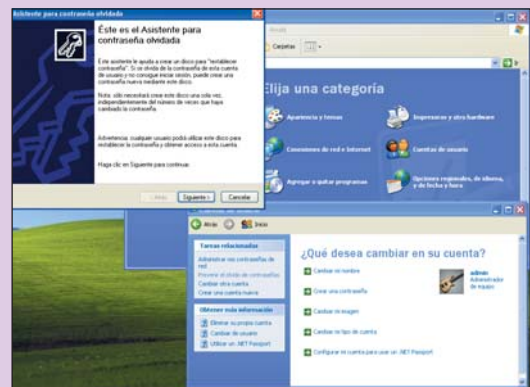 Asistente para contraseña olvidada
Éste es el Asistente para
contraseña olvidada
Este asistente le ayuda a crear un disco para "restablecer
contraseña". Si se olvida de la contraseña de esta cuenta
de usuario y no consigue iniciar sesión, puede crear una
contraseña nueva mediante este disco.
Nota: sólo necesitará crear este disco una sola vez,
independientemente del número de veces que haya
cambiado la contraseña.
Advertencia: cualquier usuario podrá utilizar este disco para
restablecer la contraseña y obtener acceso a esta cuenta.
Haga clic en Siguiente para continuar.
< Atrás
Siguiente >
Cancelar
Carpetas
Ir
Elija una categoría
Apariencia y temas
Impresoras y otro hardware
Conexiones de red e Internet
Cuentas de usuario
Agregar o quitar programas
Opciones regionales, de idioma,
y de fecha y hora
Atrás
Inicio
Tareas relacionadas
Administrar mis contraseñas de
red
Prevenir el olvido de contraseñas
Cambiar otra cuenta
Crear una cuenta nueva
Obtener más información
Eliminar su propia cuenta
Cambiar de usuario
Utilizar un .NET Passport
¿Qué desea cambiar en su cuenta?
Cambiar mi nombre
Crear una contraseña
Cambiar mi imagen
Cambiar mi tipo de cuenta
Configurar mi cuenta para usar un .NET Passport
admin
Administrador
de equipo